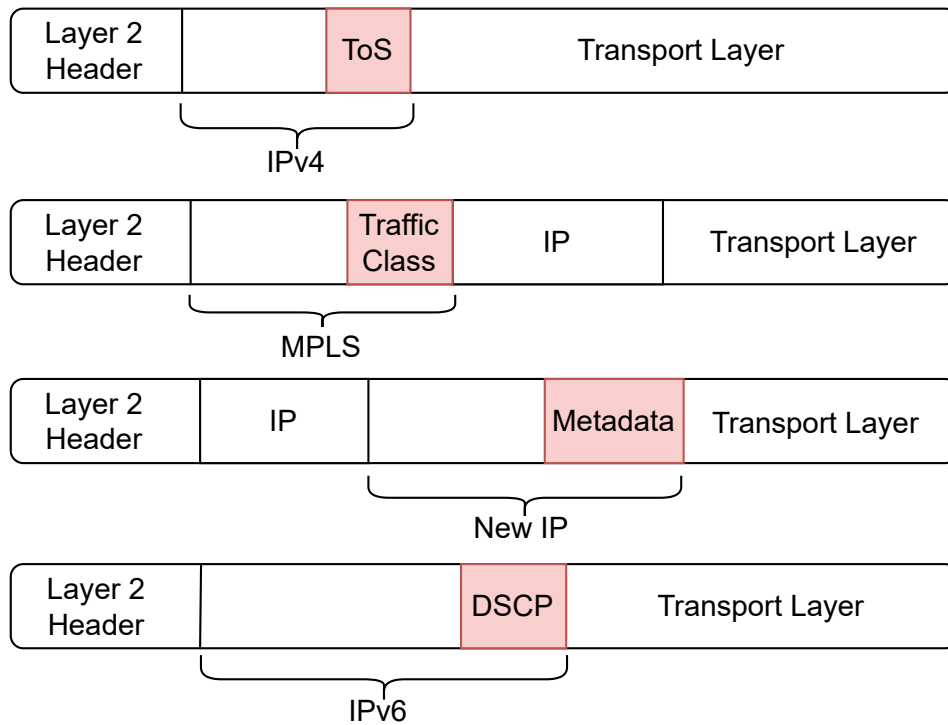 Layer 2
Header
ToS
Transport Layer
IPv4
Layer 2
Header
Traffic
Class
IP
Transport Layer
MPLS
Layer 2
Header
IP
Metadata
Transport Layer
New IP
Layer 2
Header
DSCP
Transport Layer
IPv6